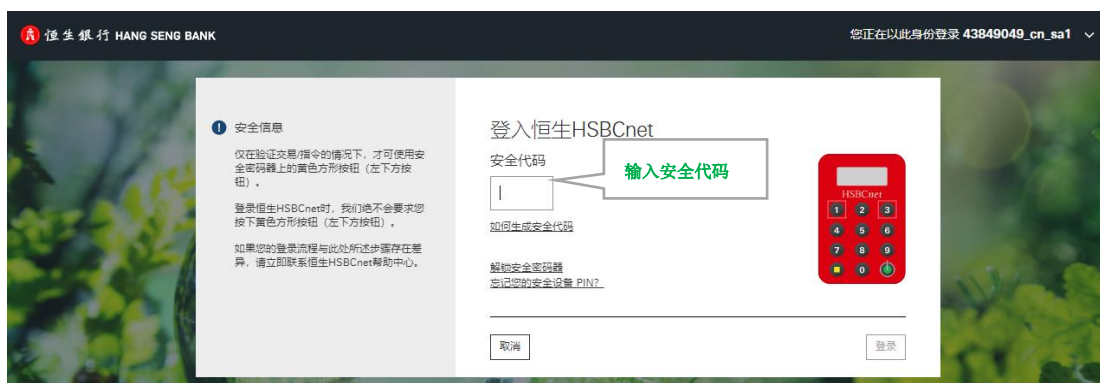 恒生銀行 HANG SENG BANK
您正在以此身份登录 43849049_cn_sa1
安全信息
仅在验证交易/指令的情况下，才可使用安
全密码器上的黄色方形按钮（左下方按
钮）。
登录恒生HSBCnet时，我们绝不会要求您
按下黄色方形按钮（左下方按钮）。
如果您的登录流程与此处所述步骤存在差
异，请立即联系恒生HSBCnet帮助中心。
登入恒生HSBCnet
安全代码
输入安全代码
如何生成安全代码
解锁安全密码器
忘记您的安全设备 PIN?
HSBCnet
1 2 3
4 5 6
7 8 9
0
取消
登录